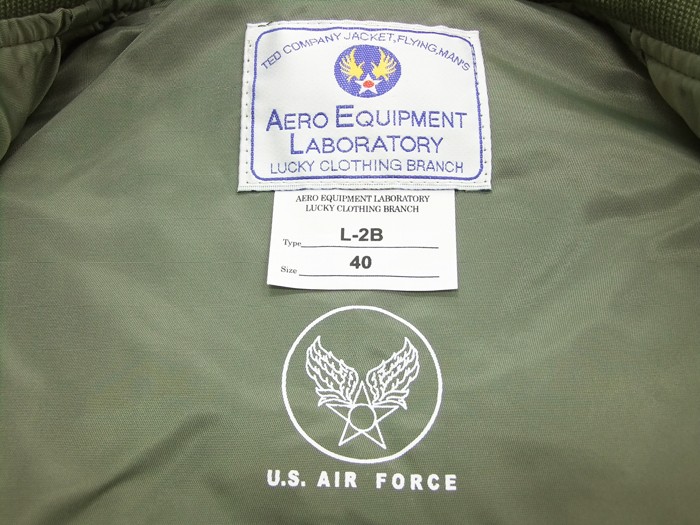 TED COMPANY JACKET, FLYING, MAN'S
AERO EQUIPMENT
LABORATORY
LUCKY CLOTHING BRANCH
AERO EQUIPMENT LABORATORY
LUCKY CLOTHING BRANCH
Type L-2B
Size 40
U.S. AIR FORCE